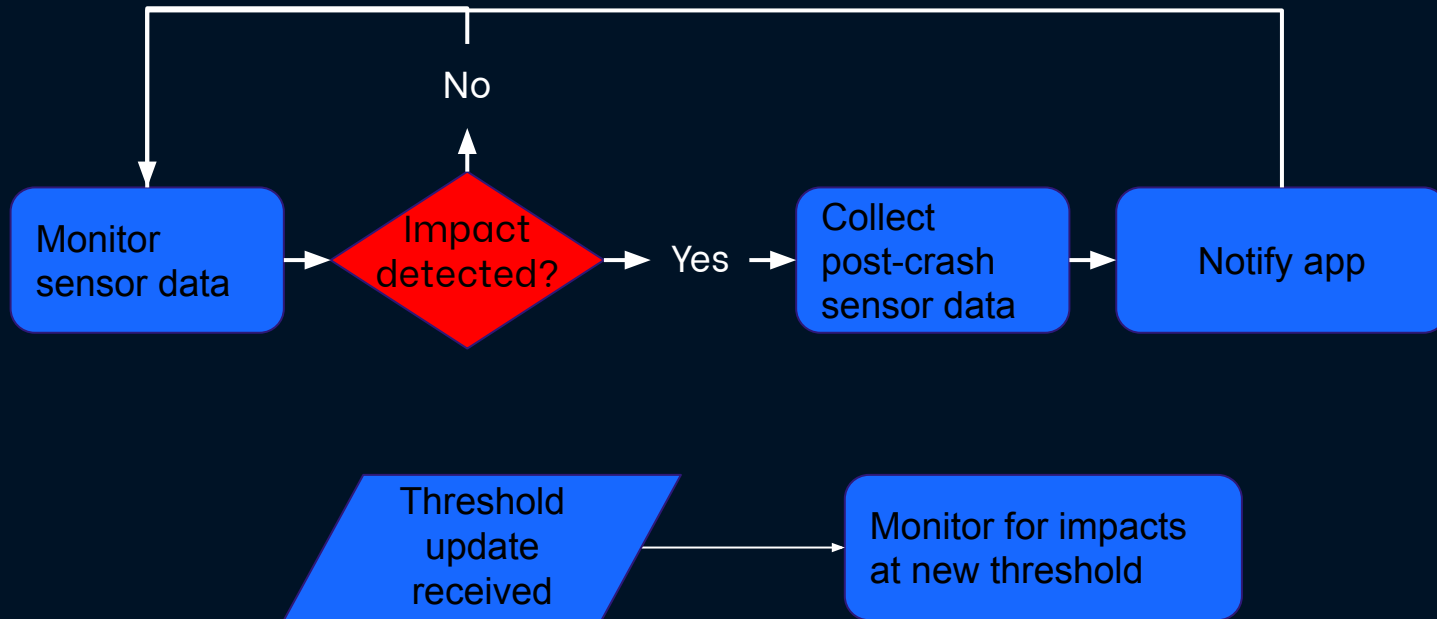 No
Monitor
sensor data
Impact
detected?
Yes
Collect
post-crash
sensor data
Notify app
Threshold
update
received
Monitor for impacts
at new threshold